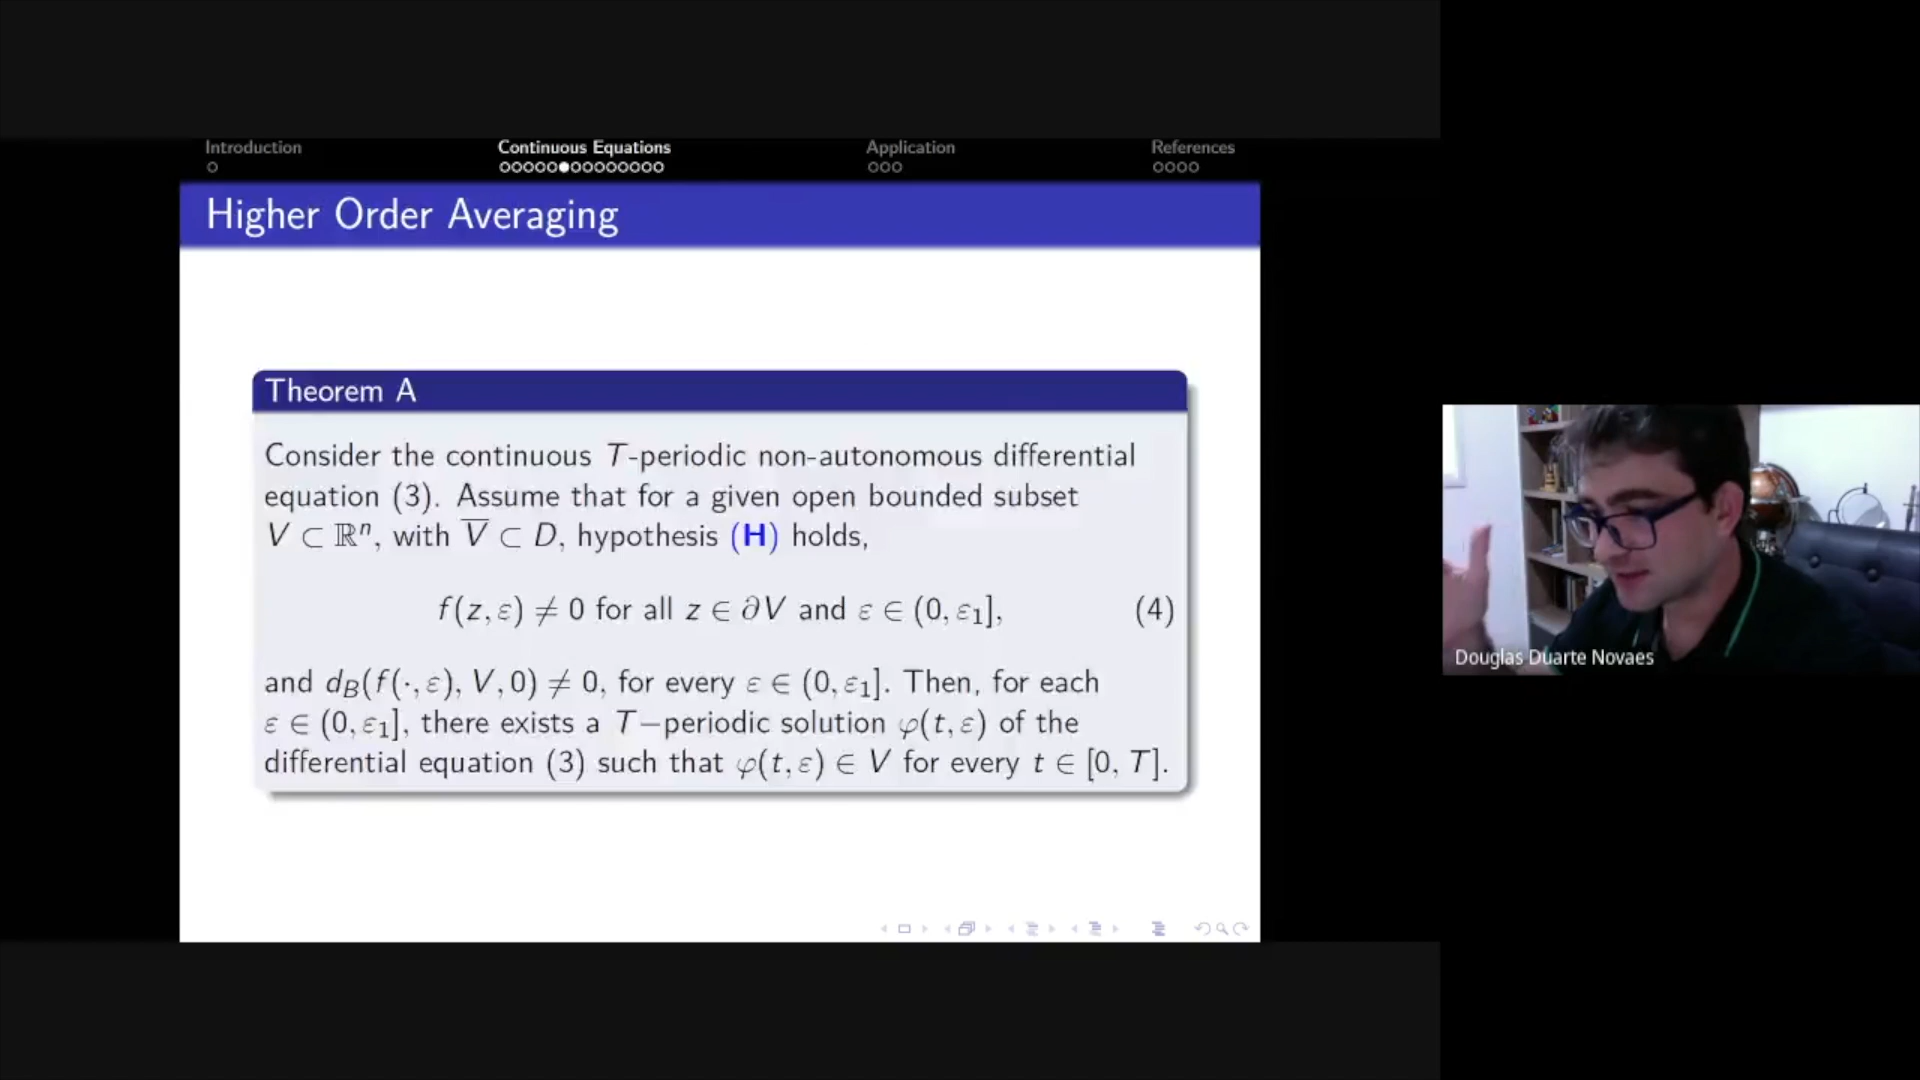 Introduction
Continuous Equations
Application
References
Higher Order Averaging
Theorem A
Consider the continuous T-periodic non-autonomous differential
equation (3). Assume that for a given open bounded subset
V ⊂ ℝⁿ, with V̅ ⊂ D, hypothesis (H) holds,
f(z, ε) ≠ 0 for all z ∈ ∂V and ε ∈ (0, ε₁], (4)
and d_B(f(·, ε), V, 0) ≠ 0, for every ε ∈ (0, ε₁]. Then, for each
ε ∈ (0, ε₁], there exists a T−periodic solution φ(t, ε) of the
differential equation (3) such that φ(t, ε) ∈ V for every t ∈ [0, T].
Douglas Duarte Novaes